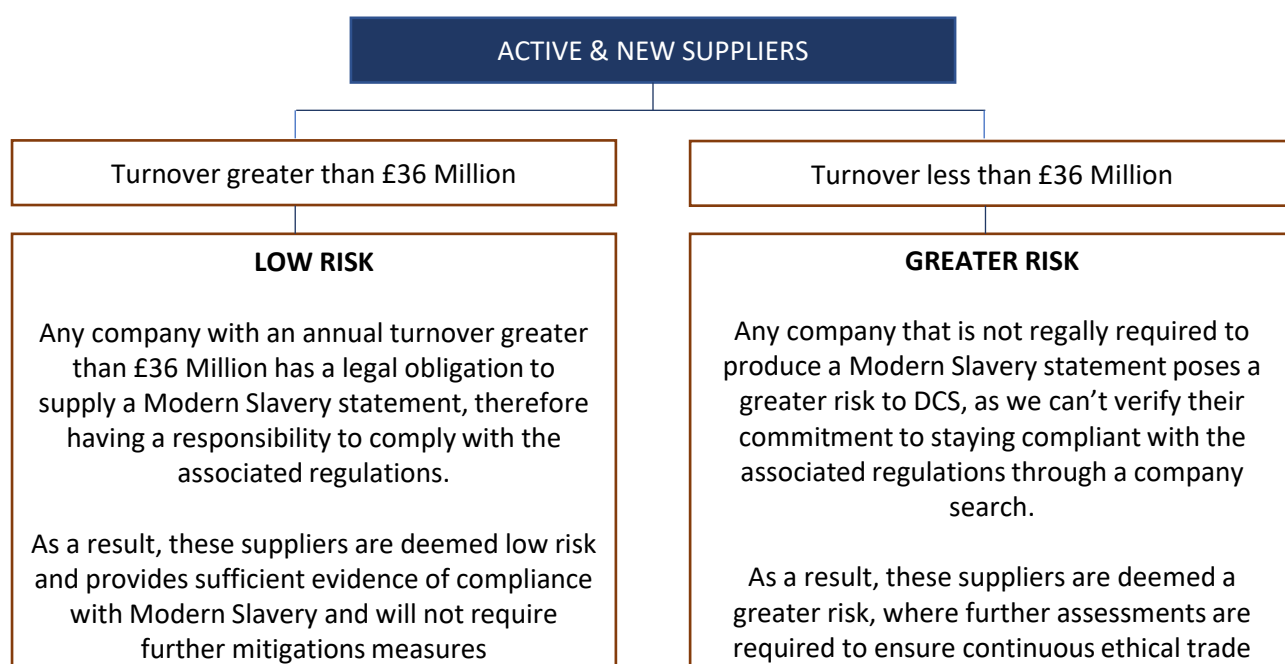 ACTIVE & NEW SUPPLIERS
Turnover greater than £36 Million
LOW RISK
Any company with an annual turnover greater
than £36 Million has a legal obligation to
supply a Modern Slavery statement, therefore
having a responsibility to comply with the
associated regulations.
As a result, these suppliers are deemed low risk
and provides sufficient evidence of compliance
with Modern Slavery and will not require
further mitigations measures
Turnover less than £36 Million
GREATER RISK
Any company that is not regally required to
produce a Modern Slavery statement poses a
greater risk to DCS, as we can’t verify their
commitment to staying compliant with the
associated regulations through a company
search.
As a result, these suppliers are deemed a
greater risk, where further assessments are
required to ensure continuous ethical trade